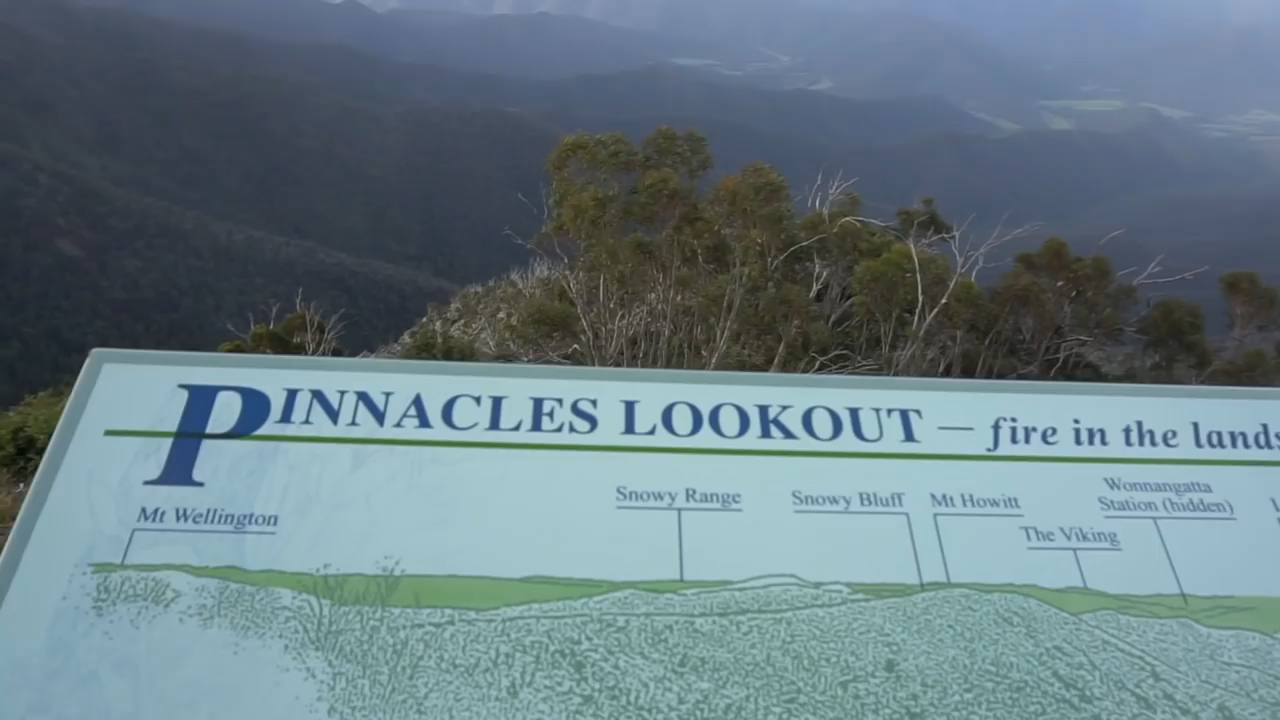 PINNACLES LOOKOUT – fire in the lands
Mt Wellington
Snowy Range
Snowy Bluff
Mt Howitt
The Viking
Wonnangatta
Station (hidden)